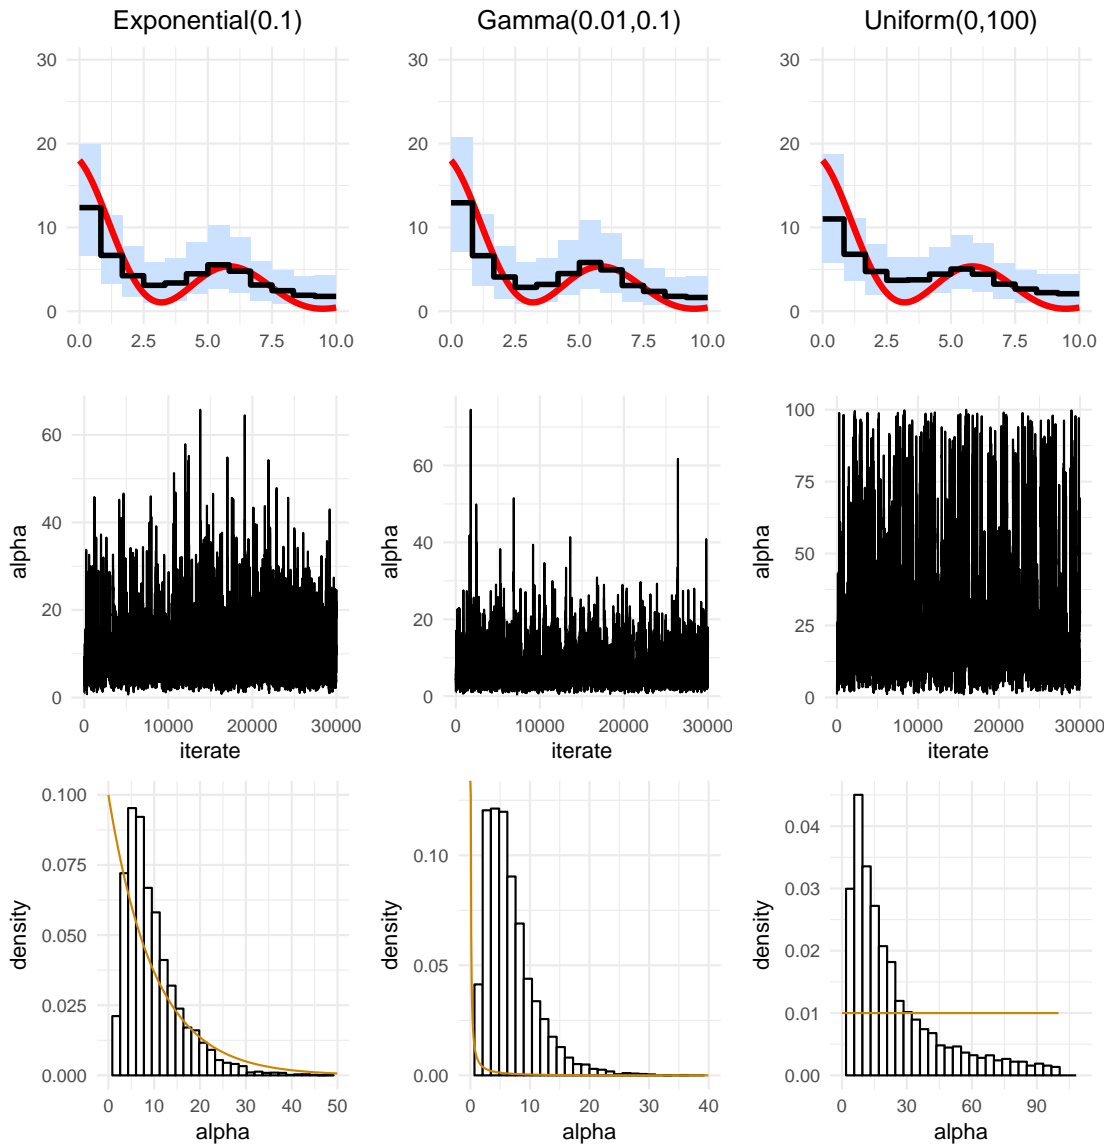 Exponential(0.1) Gamma(0.01,0.1) Uniform(0,100)
30 30 30
20 20 20
10 10 10
0 0 0
0.0 2.5 5.0 7.5 10.0 0.0 2.5 5.0 7.5 10.0 0.0 2.5 5.0 7.5 10.0
alpha alpha alpha
60 60 100
40 40 75
20 20 50
0 0 25
0
0 10000 20000 30000 0 10000 20000 30000 0 10000 20000 30000
iterate iterate iterate
density density density
0.100 0.10 0.04
0.075 0.05 0.03
0.050 0.00 0.02
0.025 0.01
0.000 0.00
0 10 20 30 40 50 0 10 20 30 40 0 30 60 90
alpha alpha alpha